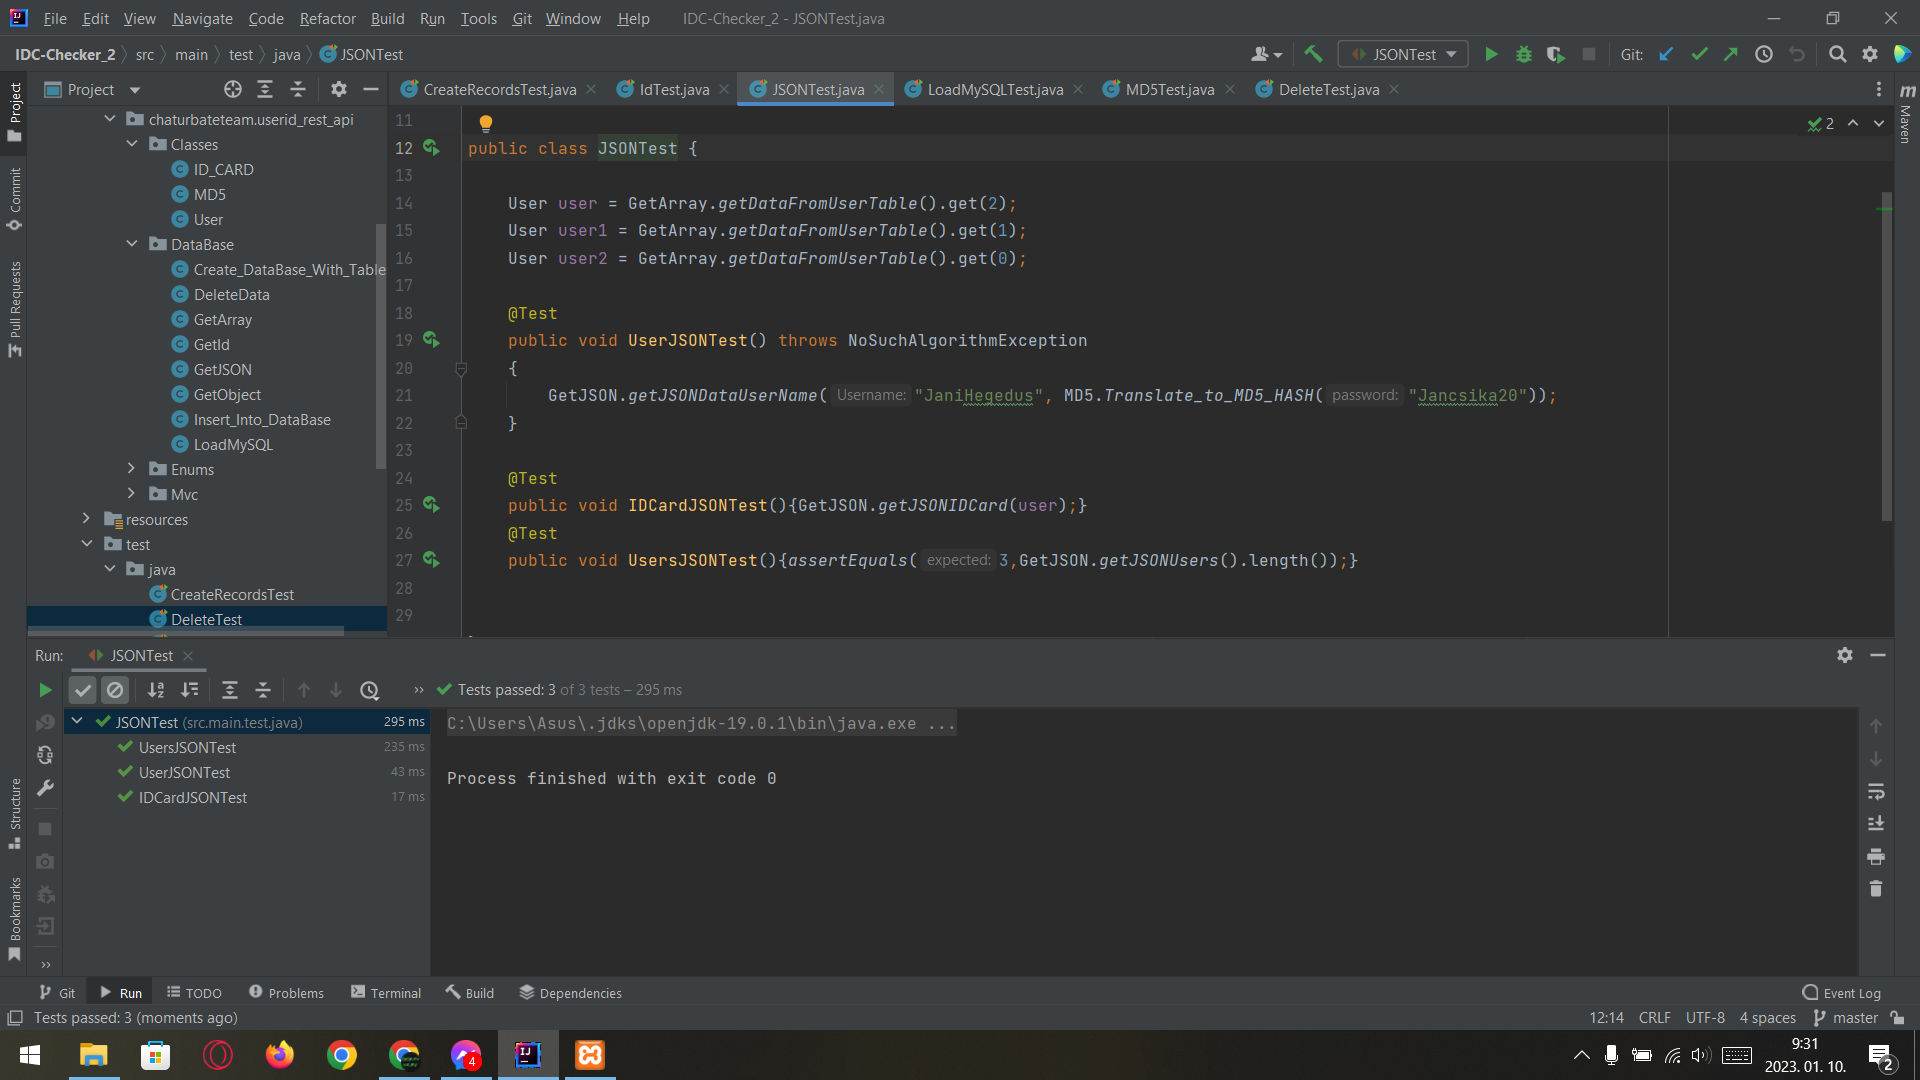 File Edit View Navigate Code Refactor Build Run Tools Git Window Help IDC-Checker_2 - JSONTest.java
IDC-Checker_2 src main test java JSONTest
JSONTest Git:
Project
CreateRecordsTest.java IdTest.java JSONTest.java LoadMySQLTest.java MD5Test.java DeleteTest.java
Project
Commit
Pull Requests
Structure
Bookmarks
Maven
chaturbateteam.userid_rest_api
Classes
ID_CARD
MD5
User
DataBase
Create_DataBase_With_Table
DeleteData
GetArray
GetId
GetJSON
GetObject
Insert_Into_DataBase
LoadMySQL
Enums
Mvc
resources
test
java
CreateRecordsTest
DeleteTest
2
11
12 public class JSONTest {
13
14 User user = GetArray.getDataFromUserTable().get(2);
15 User user1 = GetArray.getDataFromUserTable().get(1);
16 User user2 = GetArray.getDataFromUserTable().get(0);
17
18 @Test
19 public void UserJSONTest() throws NoSuchAlgorithmException
20 {
21 GetJSON.getJSONDataUserName( Username: "JaniHegedus", MD5.Translate_to_MD5_HASH( password: "Jancsika20"));
22 }
23
24 @Test
25 public void IDCardJSONTest(){GetJSON.getJSONIDCard(user);}
26 @Test
27 public void UsersJSONTest(){assertEquals( expected: 3,GetJSON.getJSONUsers().length());}
28
29
Run: JSONTest
Tests passed: 3 of 3 tests – 295 ms
JSONTest (src.main.test.java) 295 ms
UsersJSONTest 235 ms
UserJSONTest 43 ms
IDCardJSONTest 17 ms
C:\Users\Asus\.jdks\openjdk-19.0.1\bin\java.exe ...
Process finished with exit code 0
Git Run TODO Problems Terminal Build Dependencies Event Log
Tests passed: 3 (moments ago) 12:14 CRLF UTF-8 4 spaces master
4
9:31
2023. 01. 10.
2